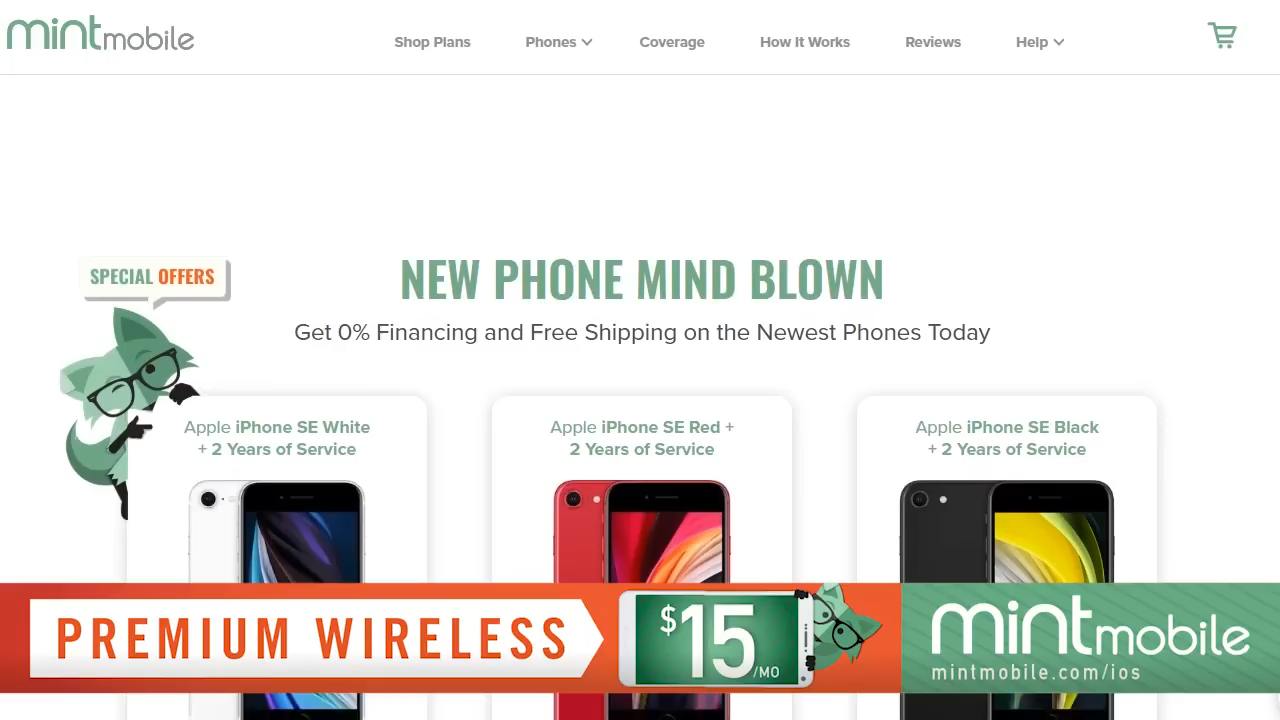 mintmobile
Shop Plans
Phones
Coverage
How It Works
Reviews
Help
SPECIAL OFFERS
NEW PHONE MIND BLOWN
Get 0% Financing and Free Shipping on the Newest Phones Today
Apple iPhone SE White
+ 2 Years of Service
Apple iPhone SE Red +
2 Years of Service
Apple iPhone SE Black
+ 2 Years of Service
PREMIUM WIRELESS
$15/MO
mintmobile
mintmobile.com/ios